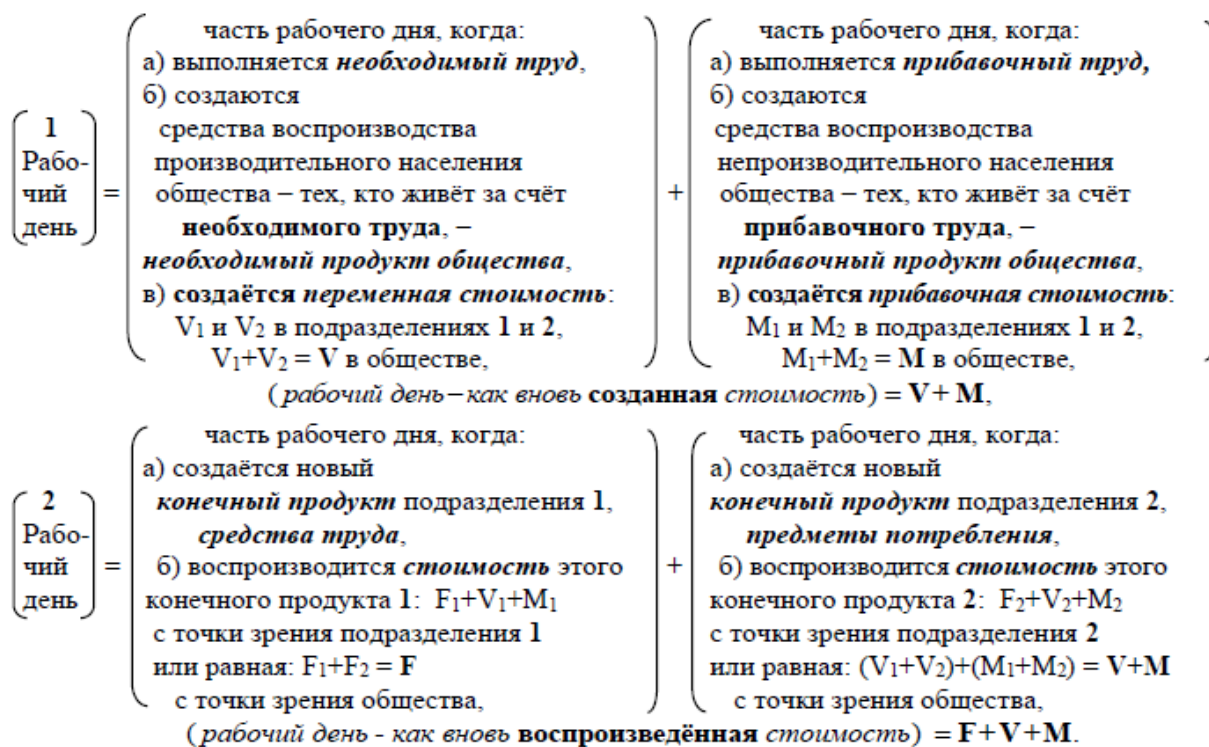 часть рабочего дня, когда:
а) выполняется необходимый труд,
б) создаются
средства воспроизводства
производительного населения
общества – тех, кто живёт за счёт
необходимого труда, –
необходимый продукт общества,
в) создаётся переменная стоимость:
V₁ и V₂ в подразделениях 1 и 2,
V₁+V₂ = V в обществе,
1
Рабо-
чий
день
=
+
часть рабочего дня, когда:
а) выполняется прибавочный труд,
б) создаются
средства воспроизводства
непроизводительного населения
общества – тех, кто живёт за счёт
прибавочного труда, –
прибавочный продукт общества,
в) создаётся прибавочная стоимость:
M₁ и M₂ в подразделениях 1 и 2,
M₁+M₂ = M в обществе,
(рабочий день – как вновь созданная стоимость) = V + M,
2
Рабо-
чий
день
=
часть рабочего дня, когда:
а) создаётся новый
конечный продукт подразделения 1,
средства труда,
б) воспроизводится стоимость этого
конечного продукта 1: F₁+V₁+M₁
с точки зрения подразделения 1
или равная: F₁+F₂ = F
с точки зрения общества,
+
часть рабочего дня, когда:
а) создаётся новый
конечный продукт подразделения 2,
предметы потребления,
б) воспроизводится стоимость этого
конечного продукта 2: F₂+V₂+M₂
с точки зрения подразделения 2
или равная: (V₁+V₂)+(M₁+M₂) = V+M
с точки зрения общества,
(рабочий день - как вновь воспроизведённая стоимость) = F+V+M.